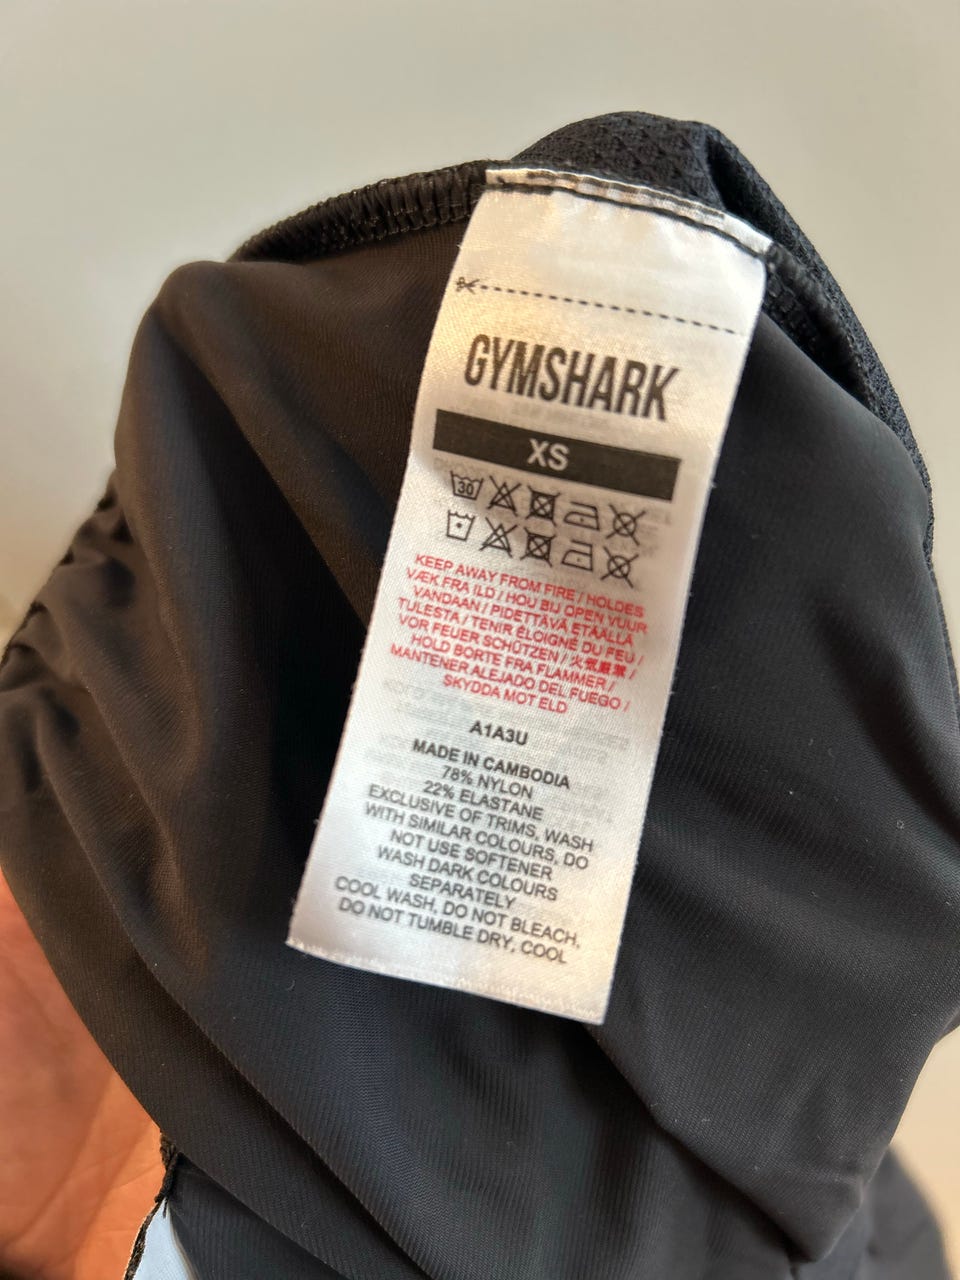 GYMSHARK
XS
30
KEEP AWAY FROM FIRE / HOLDES
VÆK FRA ILD / HOU BIJ OPEN VUUR
VANDAAN / PIDETTÄVÄ ETÄÄLLÄ
TULESTA / TENIR ÉLOIGNÉ DU FEU /
VOR FEUER SCHÜTZEN / 火気厳禁 /
HOLD BORTE FRA FLAMMER /
MANTENER ALEJADO DEL FUEGO /
SKYDDA MOT ELD
A1A3U
MADE IN CAMBODIA
78% NYLON
22% ELASTANE
EXCLUSIVE OF TRIMS, WASH
WITH SIMILAR COLOURS, DO
NOT USE SOFTENER
WASH DARK COLOURS
SEPARATELY
COOL WASH, DO NOT BLEACH,
DO NOT TUMBLE DRY, COOL